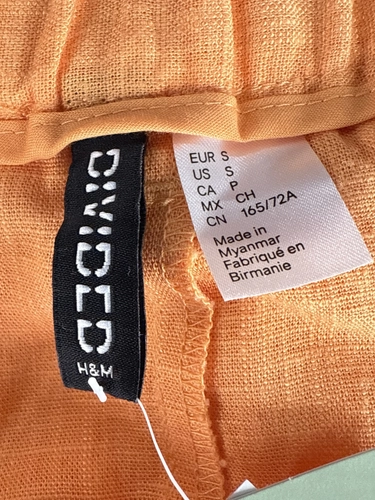 DIVIDED
H&M
EUR S
US S
CA P
MX CH
CN 165/72A
Made in
Myanmar
Fabriqué en
Birmanie